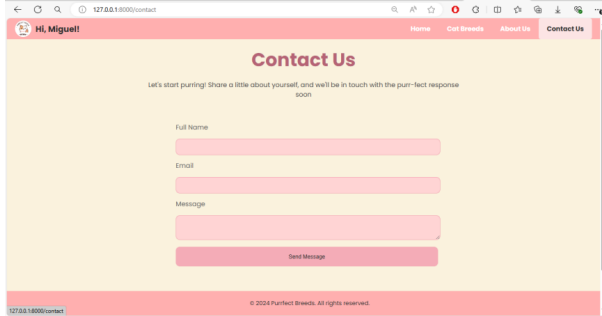 127.0.0.1:8000/contact
Hi, Miguel!
Home Cat Breeds About Us Contact Us
Contact Us
Let's start purring! Share a little about yourself, and we'll be in touch with the purr-fect response
soon
Full Name
Email
Message
Send Message
© 2024 Purrfect Breeds. All rights reserved.
127.0.0.1:8000/contact